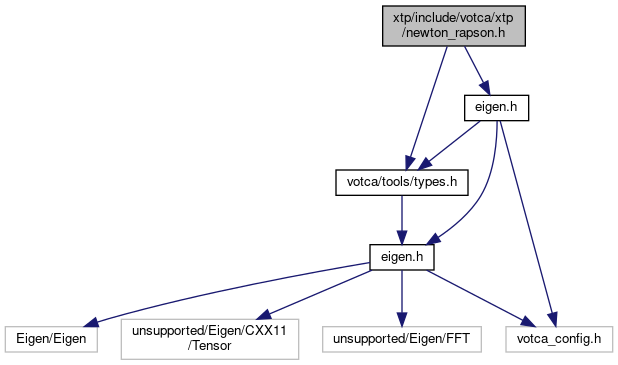 xtp/include/votca/xtp
/newton_rapson.h
eigen.h
votca/tools/types.h
eigen.h
Eigen/Eigen
unsupported/Eigen/CXX11
/Tensor
unsupported/Eigen/FFT
votca_config.h